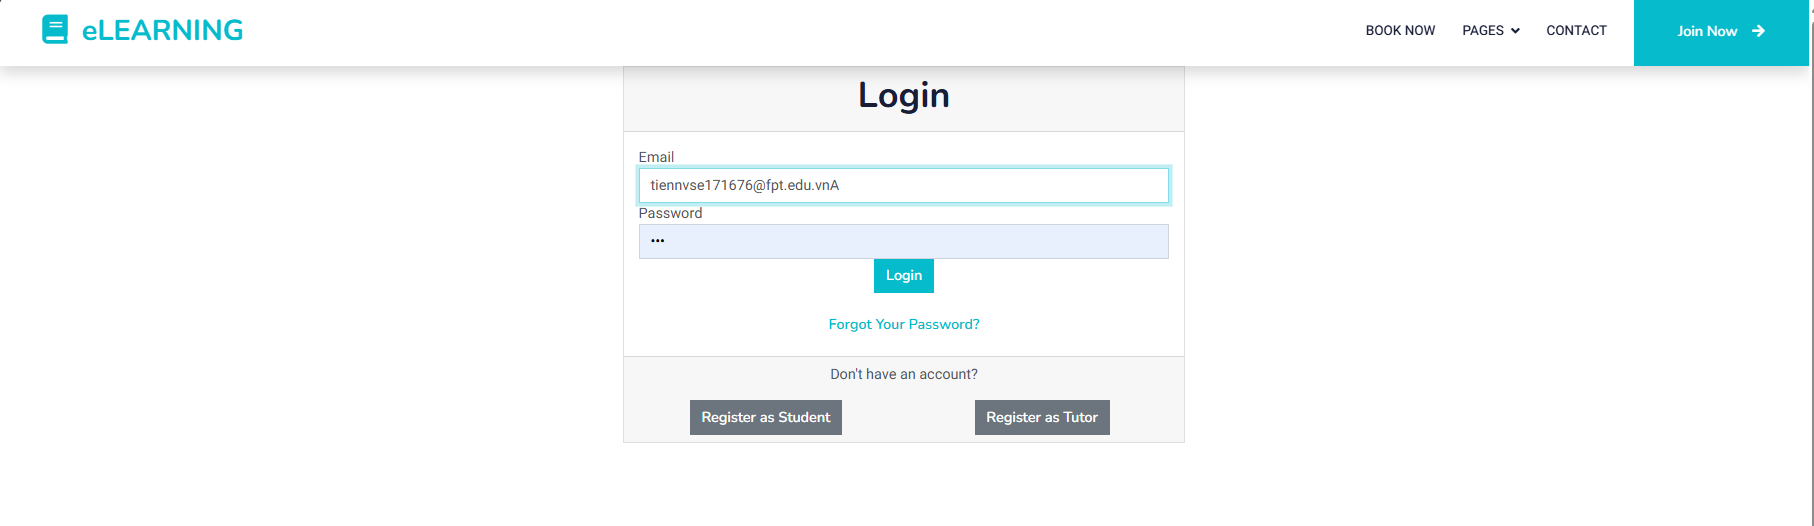 eLEARNING
BOOK NOW PAGES CONTACT Join Now
Login
Email
tiennvse171676@fpt.edu.vnA
Password
•••
Login
Forgot Your Password?
Don't have an account?
Register as Student Register as Tutor